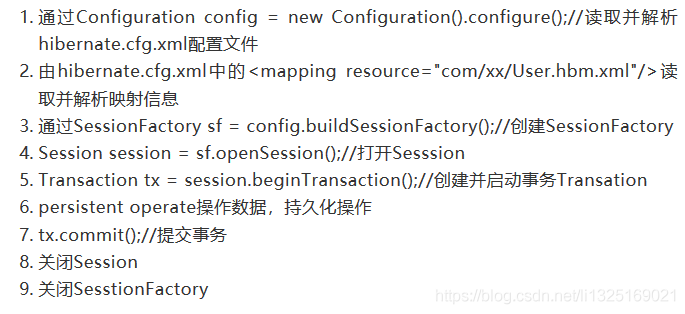 1. 通过Configuration config = new Configuration().configure();//读取并解析
hibernate.cfg.xml配置文件
2. 由hibernate.cfg.xml中的<mapping resource="com/xx/User.hbm.xml"/>读
取并解析映射信息
3. 通过SessionFactory sf = config.buildSessionFactory();//创建SessionFactory
4. Session session = sf.openSession();//打开Sesssion
5. Transaction tx = session.beginTransaction();//创建并启动事务Transation
6. persistent operate操作数据，持久化操作
7. tx.commit();//提交事务
8. 关闭Session
9. 关闭SesstionFactory
https://blog.csdn.net/li1325169021